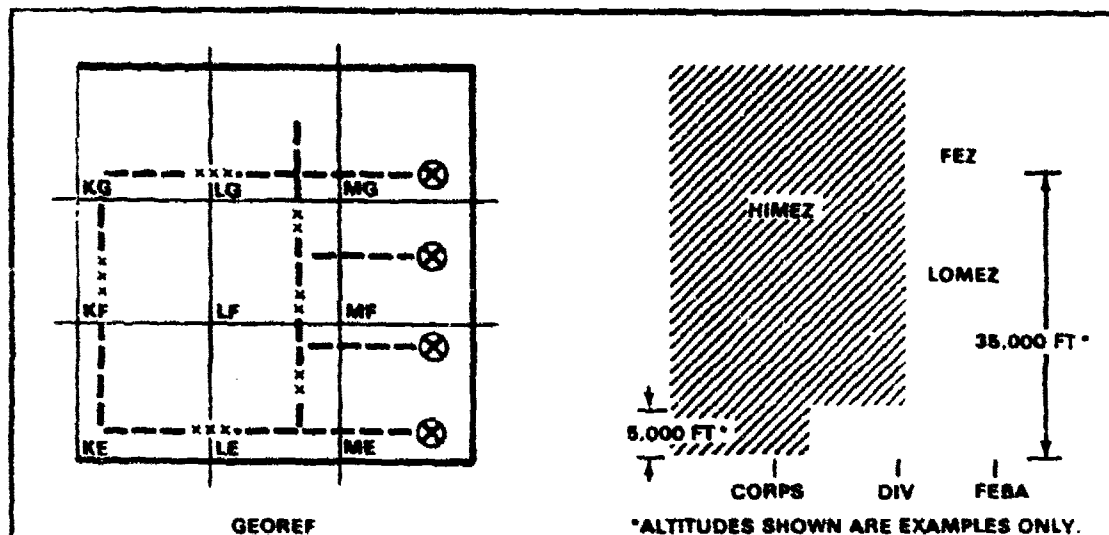 KG LG MG
KF LF MF
KE LE ME
GEOREF
FEZ
HIMEZ
LOMEZ
35,000 FT*
5,000 FT*
CORPS DIV FEBA
*ALTITUDES SHOWN ARE EXAMPLES ONLY.